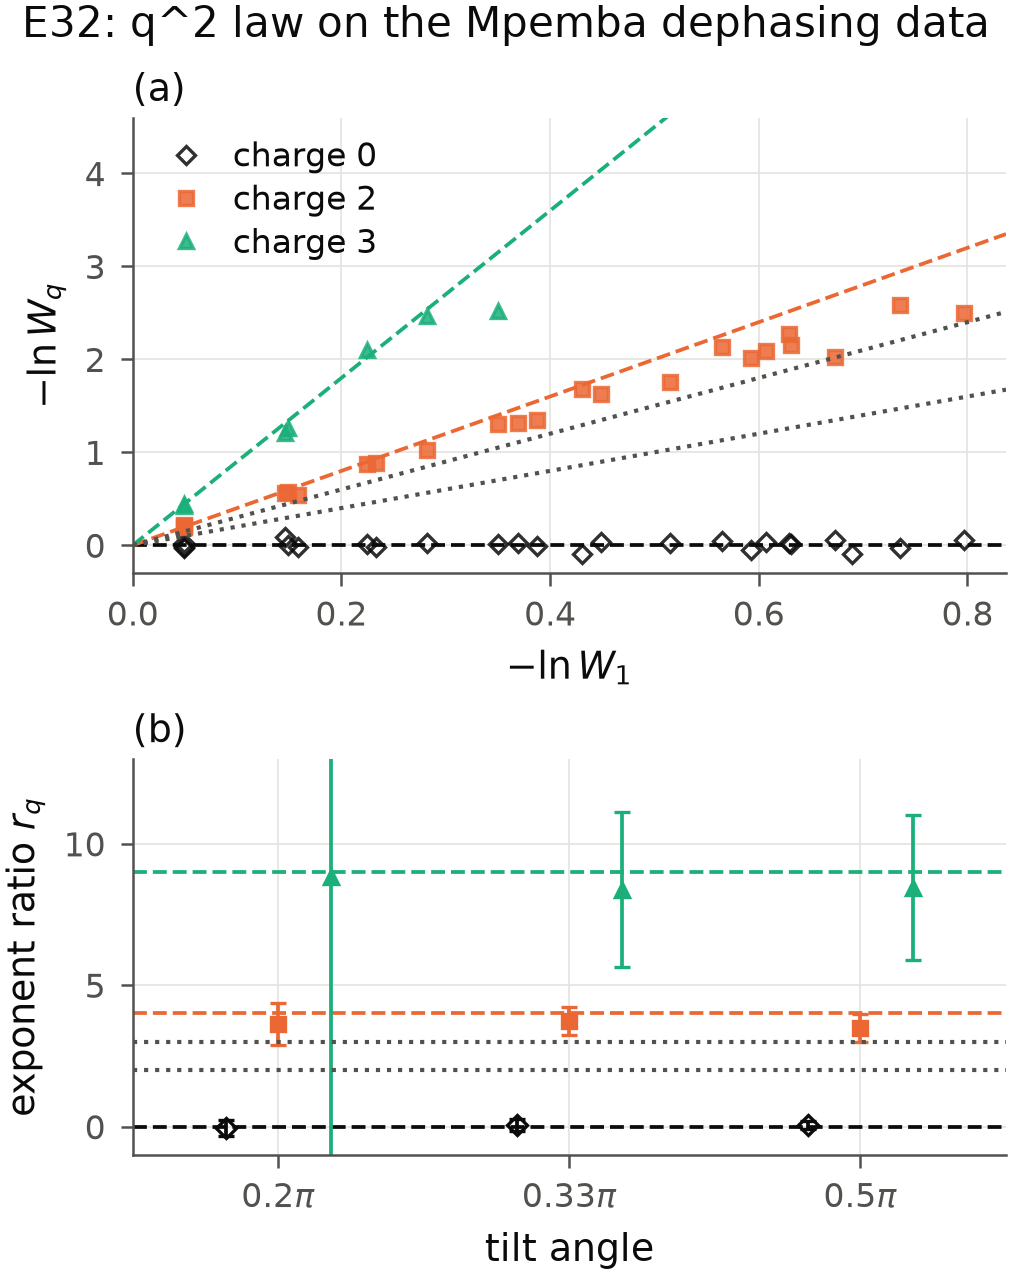 E32: q^2 law on the Mpemba dephasing data
(a)
charge 0
charge 2
charge 3
4
3
2
1
0
−ln W_q
0.0 0.2 0.4 0.6 0.8
−ln W₁
(b)
10
5
0
exponent ratio r_q
0.2π 0.33π 0.5π
tilt angle